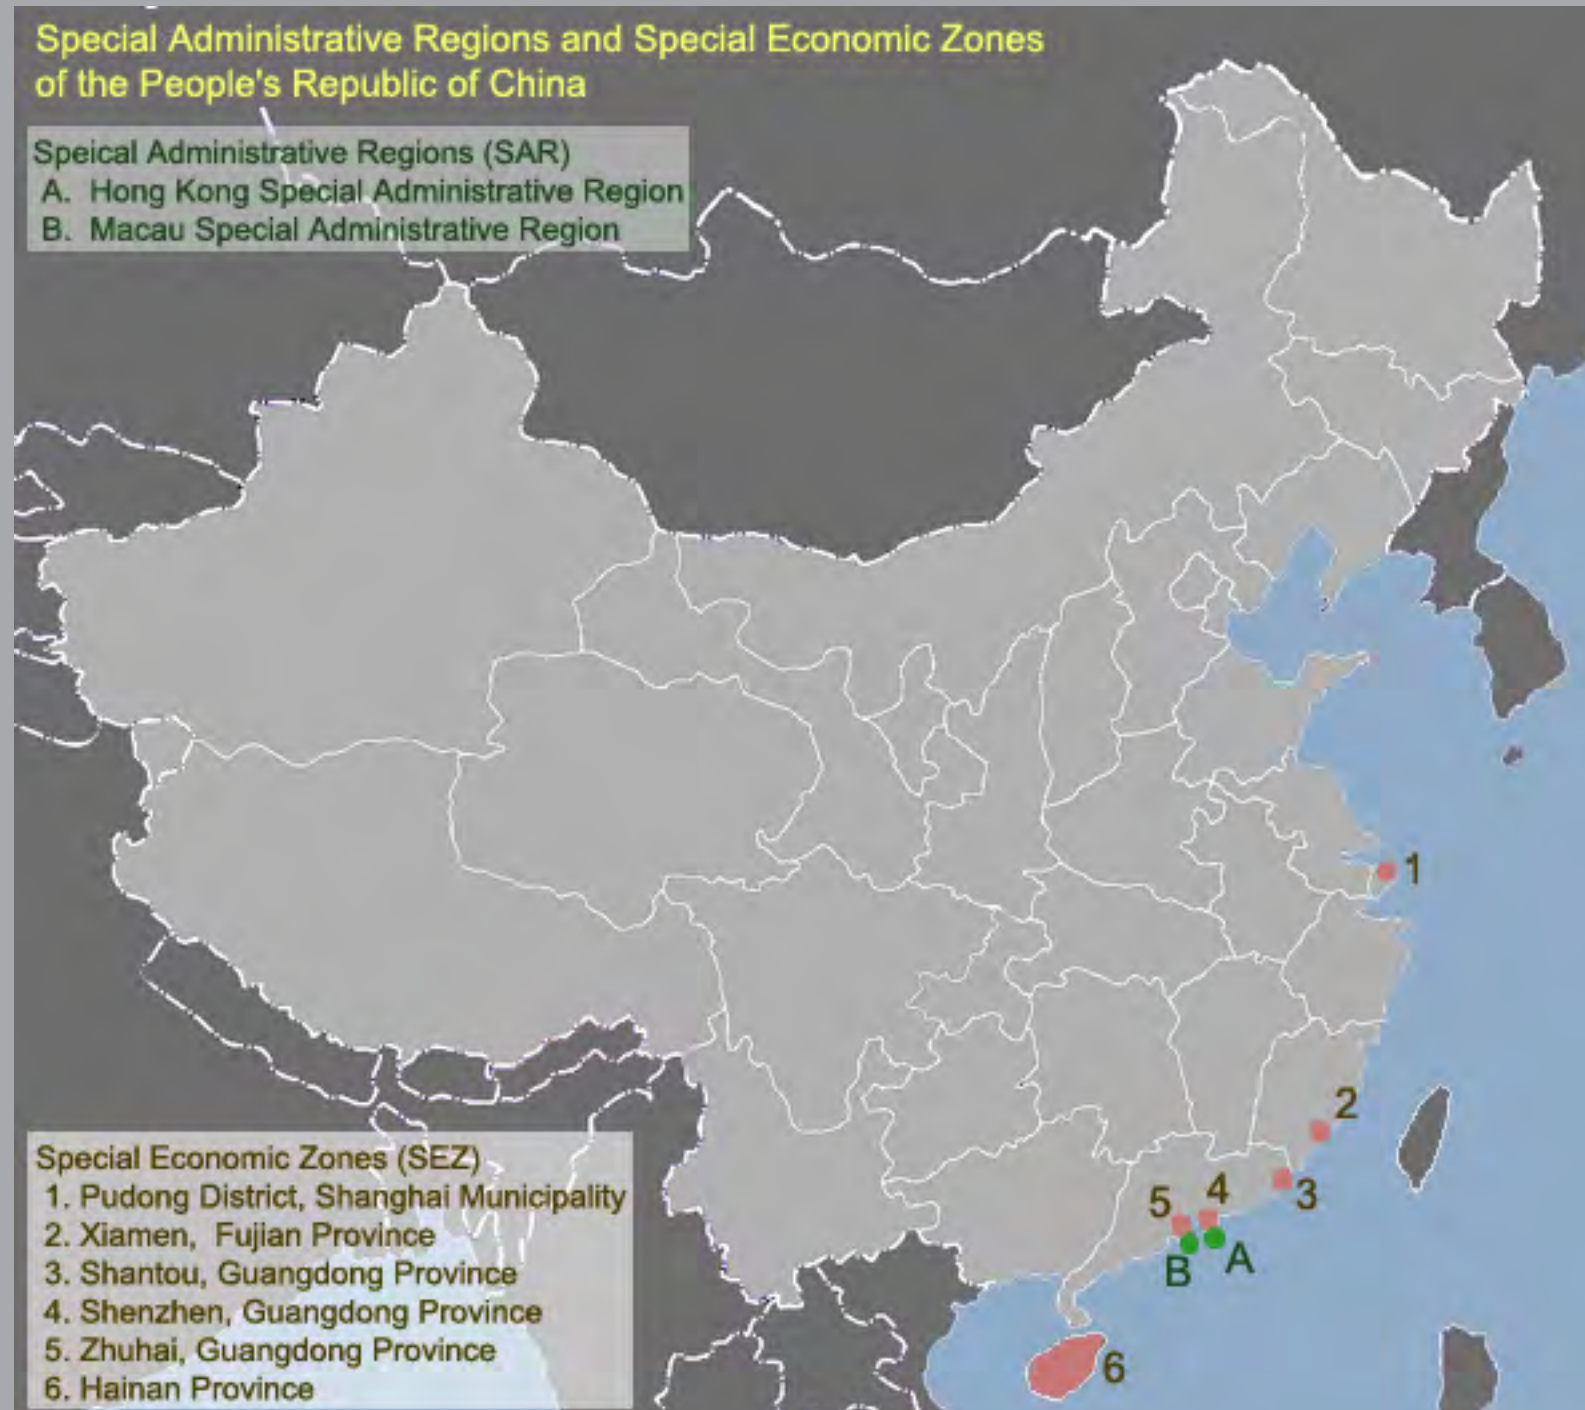 Special Administrative Regions and Special Economic Zones
of the People's Republic of China
Speical Administrative Regions (SAR)
A. Hong Kong Special Administrative Region
B. Macau Special Administrative Region
1
2
3
4
5
A
B
6
Special Economic Zones (SEZ)
1. Pudong District, Shanghai Municipality
2. Xiamen, Fujian Province
3. Shantou, Guangdong Province
4. Shenzhen, Guangdong Province
5. Zhuhai, Guangdong Province
6. Hainan Province